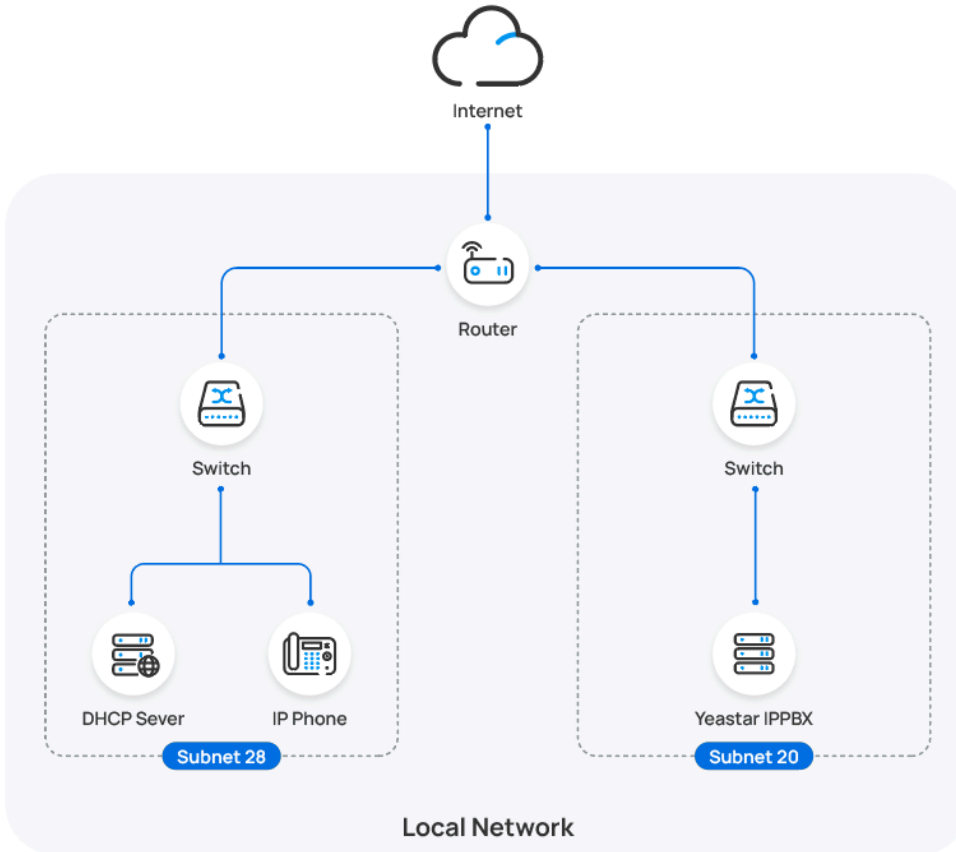 Internet
Router
Switch
Switch
DHCP Sever
IP Phone
Yeastar IPPBX
Subnet 28
Subnet 20
Local Network